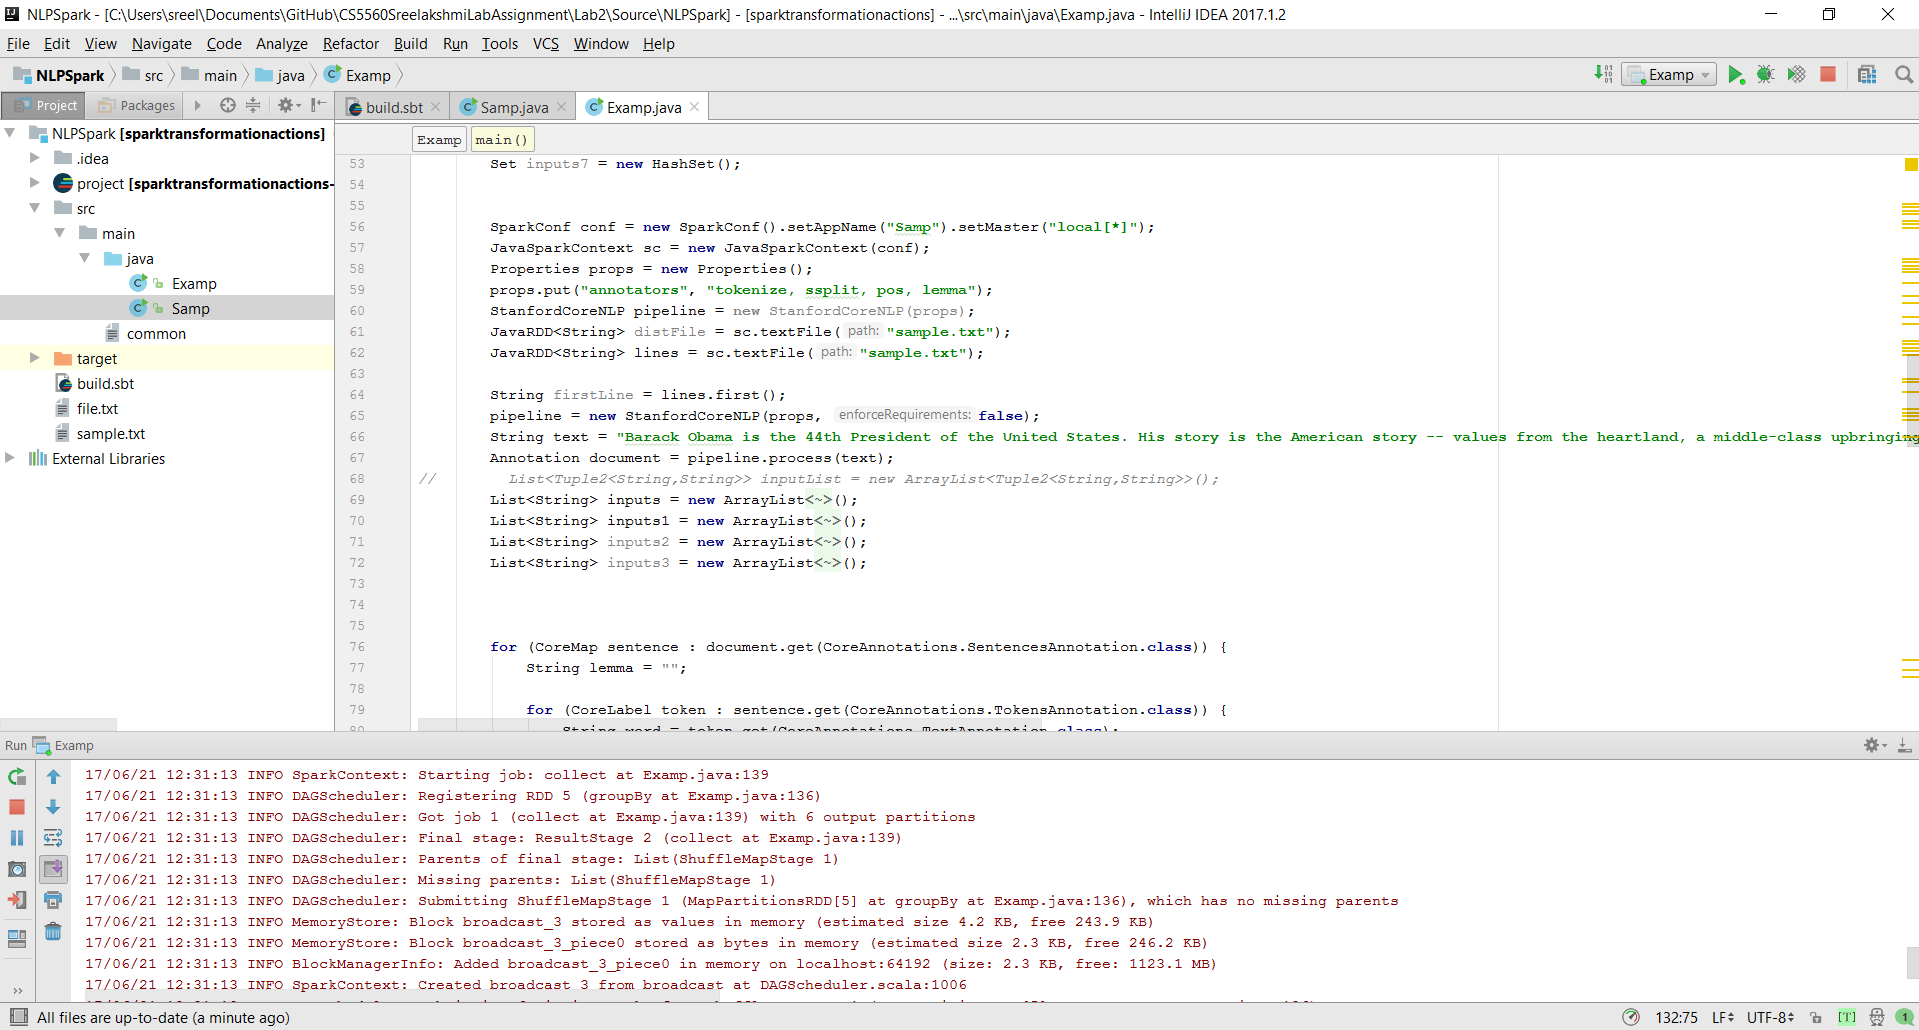 NLPSpark - [C:\Users\sreel\Documents\GitHub\CS5560SreelakshmiLabAssignment\Lab2\Source\NLPSpark] - [sparktransformationactions] - ...\src\main\java\Examp.java - IntelliJ IDEA 2017.1.2
File Edit View Navigate Code Analyze Refactor Build Run Tools VCS Window Help
NLPSpark src main java Examp Examp
Project Packages build.sbt Samp.java Examp.java
NLPSpark [sparktransformationactions]
.idea
project [sparktransformationactions-
src
main
java
Examp
Samp
common
target
build.sbt
file.txt
sample.txt
External Libraries
Examp main()
53 Set inputs7 = new HashSet();
54
55
56 SparkConf conf = new SparkConf().setAppName("Samp").setMaster("local[*]");
57 JavaSparkContext sc = new JavaSparkContext(conf);
58 Properties props = new Properties();
59 props.put("annotators", "tokenize, ssplit, pos, lemma");
60 StanfordCoreNLP pipeline = new StanfordCoreNLP(props);
61 JavaRDD<String> distFile = sc.textFile( path: "sample.txt");
62 JavaRDD<String> lines = sc.textFile( path: "sample.txt");
63
64 String firstLine = lines.first();
65 pipeline = new StanfordCoreNLP(props, enforceRequirements: false);
66 String text = "Barack Obama is the 44th President of the United States. His story is the American story -- values from the heartland, a middle-class upbringing
67 Annotation document = pipeline.process(text);
68 // List<Tuple2<String,String>> inputList = new ArrayList<Tuple2<String,String>>();
69 List<String> inputs = new ArrayList<~>();
70 List<String> inputs1 = new ArrayList<~>();
71 List<String> inputs2 = new ArrayList<~>();
72 List<String> inputs3 = new ArrayList<~>();
73
74
75
76 for (CoreMap sentence : document.get(CoreAnnotations.SentencesAnnotation.class)) {
77 String lemma = "";
78
79 for (CoreLabel token : sentence.get(CoreAnnotations.TokensAnnotation.class)) {
80 String word = token.get(CoreAnnotations.TextAnnotation.class);
Run Examp
17/06/21 12:31:13 INFO SparkContext: Starting job: collect at Examp.java:139
17/06/21 12:31:13 INFO DAGScheduler: Registering RDD 5 (groupBy at Examp.java:136)
17/06/21 12:31:13 INFO DAGScheduler: Got job 1 (collect at Examp.java:139) with 6 output partitions
17/06/21 12:31:13 INFO DAGScheduler: Final stage: ResultStage 2 (collect at Examp.java:139)
17/06/21 12:31:13 INFO DAGScheduler: Parents of final stage: List(ShuffleMapStage 1)
17/06/21 12:31:13 INFO DAGScheduler: Missing parents: List(ShuffleMapStage 1)
17/06/21 12:31:13 INFO DAGScheduler: Submitting ShuffleMapStage 1 (MapPartitionsRDD[5] at groupBy at Examp.java:136), which has no missing parents
17/06/21 12:31:13 INFO MemoryStore: Block broadcast_3 stored as values in memory (estimated size 4.2 KB, free 243.9 KB)
17/06/21 12:31:13 INFO MemoryStore: Block broadcast_3_piece0 stored as bytes in memory (estimated size 2.3 KB, free 246.2 KB)
17/06/21 12:31:13 INFO BlockManagerInfo: Added broadcast_3_piece0 in memory on localhost:64192 (size: 2.3 KB, free: 1123.1 MB)
17/06/21 12:31:13 INFO SparkContext: Created broadcast 3 from broadcast at DAGScheduler.scala:1006
All files are up-to-date (a minute ago) 132:75 LF UTF-8 [T] 1